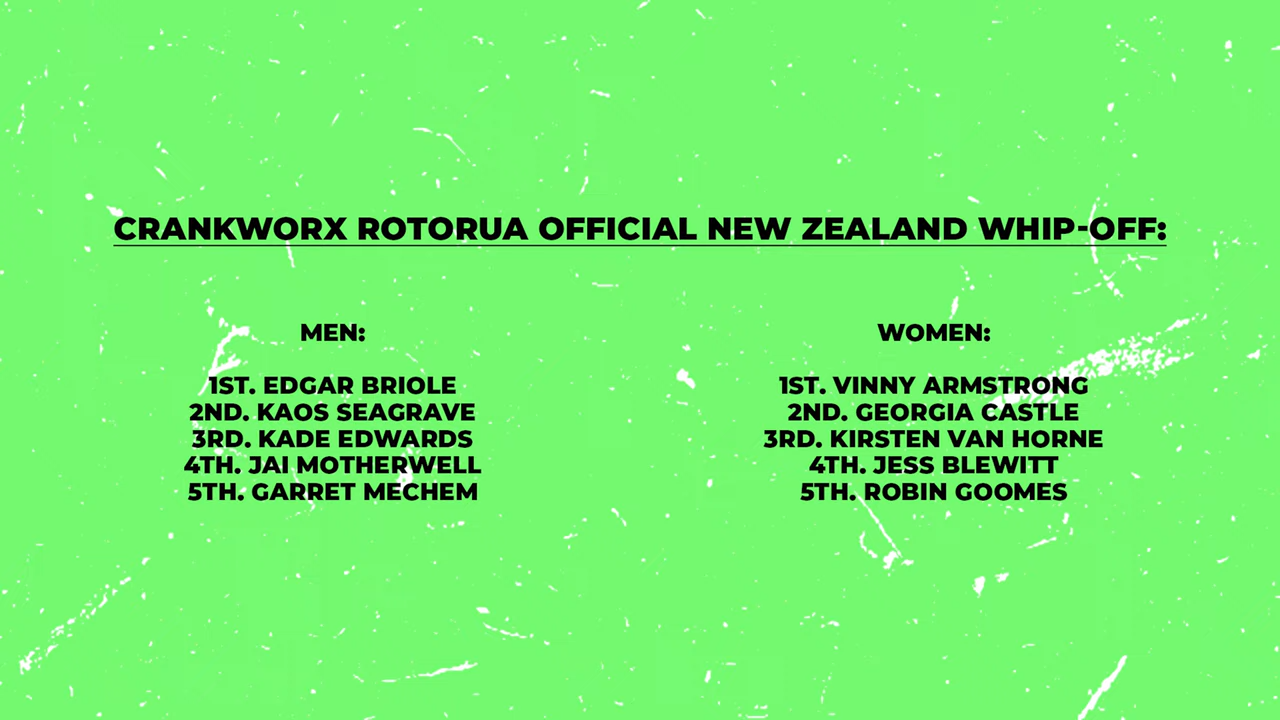 CRANKWORX ROTORUA OFFICIAL NEW ZEALAND WHIP-OFF:
MEN:
1ST. EDGAR BRIOLE
2ND. KAOS SEAGRAVE
3RD. KADE EDWARDS
4TH. JAI MOTHERWELL
5TH. GARRET MECHEM
WOMEN:
1ST. VINNY ARMSTRONG
2ND. GEORGIA CASTLE
3RD. KIRSTEN VAN HORNE
4TH. JESS BLEWITT
5TH. ROBIN GOOMES